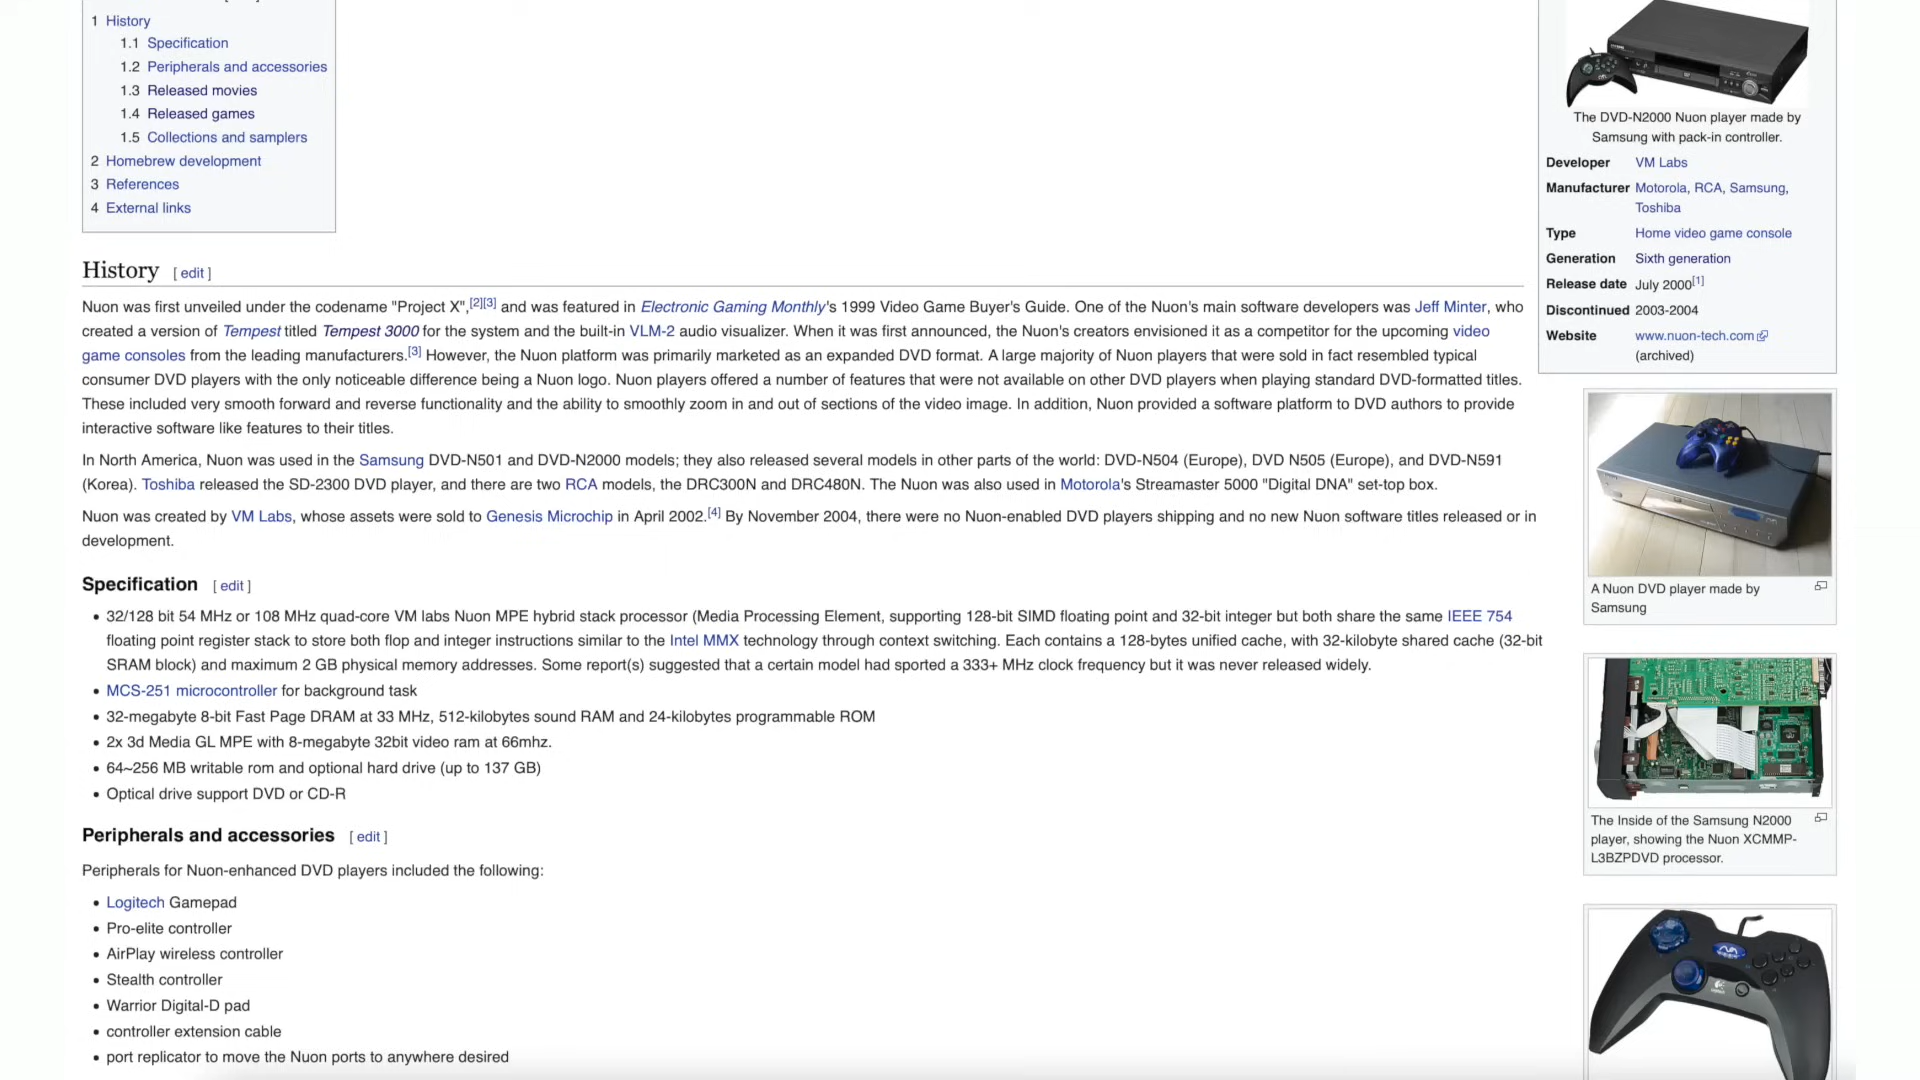 1 History
1.1 Specification
1.2 Peripherals and accessories
1.3 Released movies
1.4 Released games
1.5 Collections and samplers
2 Homebrew development
3 References
4 External links
History [ edit ]
Nuon was first unveiled under the codename "Project X",[2][3] and was featured in Electronic Gaming Monthly's 1999 Video Game Buyer's Guide. One of the Nuon's main software developers was Jeff Minter, who
created a version of Tempest titled Tempest 3000 for the system and the built-in VLM-2 audio visualizer. When it was first announced, the Nuon's creators envisioned it as a competitor for the upcoming video
game consoles from the leading manufacturers.[3] However, the Nuon platform was primarily marketed as an expanded DVD format. A large majority of Nuon players that were sold in fact resembled typical
consumer DVD players with the only noticeable difference being a Nuon logo. Nuon players offered a number of features that were not available on other DVD players when playing standard DVD-formatted titles.
These included very smooth forward and reverse functionality and the ability to smoothly zoom in and out of sections of the video image. In addition, Nuon provided a software platform to DVD authors to provide
interactive software like features to their titles.
In North America, Nuon was used in the Samsung DVD-N501 and DVD-N2000 models; they also released several models in other parts of the world: DVD-N504 (Europe), DVD N505 (Europe), and DVD-N591
(Korea). Toshiba released the SD-2300 DVD player, and there are two RCA models, the DRC300N and DRC480N. The Nuon was also used in Motorola's Streamaster 5000 "Digital DNA" set-top box.
Nuon was created by VM Labs, whose assets were sold to Genesis Microchip in April 2002.[4] By November 2004, there were no Nuon-enabled DVD players shipping and no new Nuon software titles released or in
development.
Specification [ edit ]
• 32/128 bit 54 MHz or 108 MHz quad-core VM labs Nuon MPE hybrid stack processor (Media Processing Element, supporting 128-bit SIMD floating point and 32-bit integer but both share the same IEEE 754
floating point register stack to store both flop and integer instructions similar to the Intel MMX technology through context switching. Each contains a 128-bytes unified cache, with 32-kilobyte shared cache (32-bit
SRAM block) and maximum 2 GB physical memory addresses. Some report(s) suggested that a certain model had sported a 333+ MHz clock frequency but it was never released widely.
• MCS-251 microcontroller for background task
• 32-megabyte 8-bit Fast Page DRAM at 33 MHz, 512-kilobytes sound RAM and 24-kilobytes programmable ROM
• 2x 3d Media GL MPE with 8-megabyte 32bit video ram at 66mhz.
• 64~256 MB writable rom and optional hard drive (up to 137 GB)
• Optical drive support DVD or CD-R
Peripherals and accessories [ edit ]
Peripherals for Nuon-enhanced DVD players included the following:
• Logitech Gamepad
• Pro-elite controller
• AirPlay wireless controller
• Stealth controller
• Warrior Digital-D pad
• controller extension cable
• port replicator to move the Nuon ports to anywhere desired
The DVD-N2000 Nuon player made by
Samsung with pack-in controller.
Developer VM Labs
Manufacturer Motorola, RCA, Samsung,
Toshiba
Type Home video game console
Generation Sixth generation
Release date July 2000[1]
Discontinued 2003-2004
Website www.nuon-tech.com
(archived)
A Nuon DVD player made by
Samsung
The Inside of the Samsung N2000
player, showing the Nuon XCMMP-
L3BZPDVD processor.